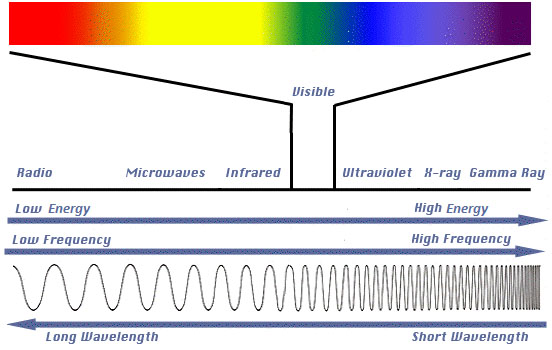 Visible
Radio Microwaves Infrared Ultraviolet X-ray Gamma Ray
Low Energy High Energy
Low Frequency High Frequency
Long Wavelength Short Wavelength